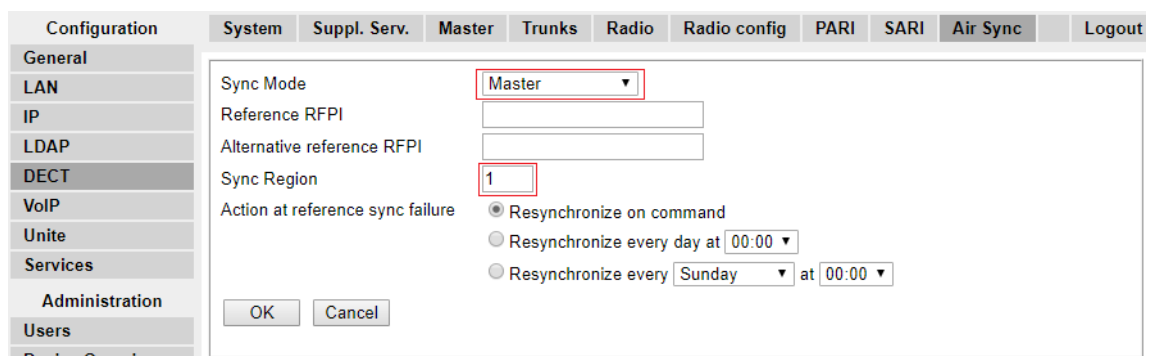 Configuration
System Suppl. Serv. Master Trunks Radio Radio config PARI SARI Air Sync Logout
General
LAN
IP
LDAP
DECT
VoIP
Unite
Services
Administration
Users
Sync Mode Master
Reference RFPI
Alternative reference RFPI
Sync Region 1
Action at reference sync failure Resynchronize on command
Resynchronize every day at 00:00
Resynchronize every Sunday at 00:00
OK Cancel